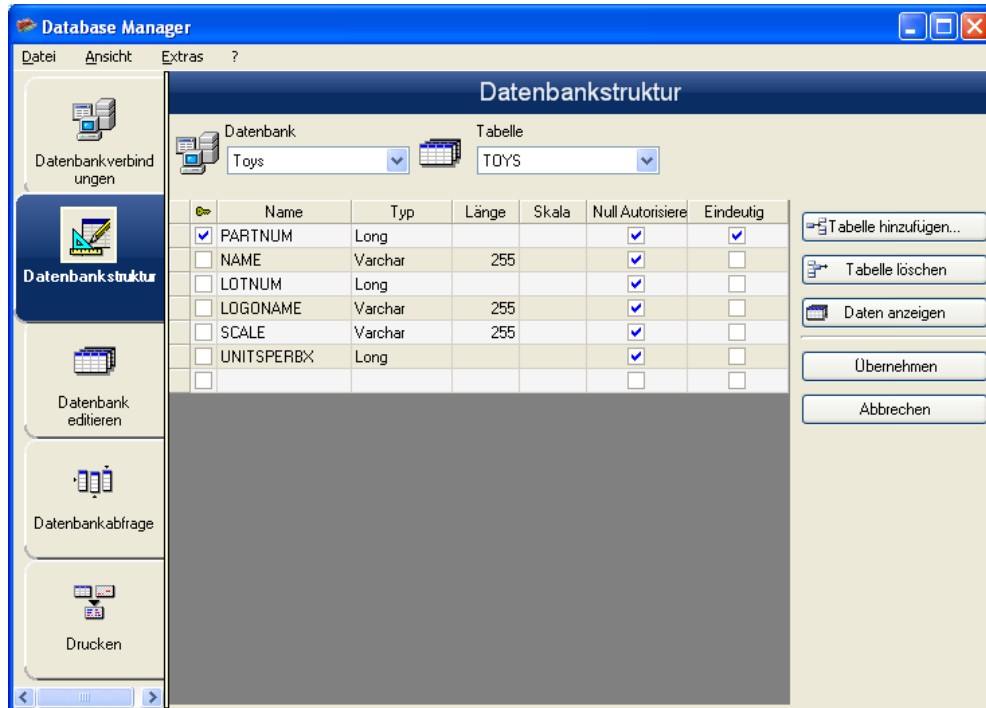 Database Manager
Datei Ansicht Extras ?
Datenbankverbind
ungen
Datenbankstruktur
Datenbank
editieren
Datenbankabfrage
Drucken
Datenbankstruktur
Datenbank Tabelle
Toys TOYS
Name Typ Länge Skala Null Autorisiere Eindeutig
PARTNUM Long
NAME Varchar 255
LOTNUM Long
LOGONAME Varchar 255
SCALE Varchar 255
UNITSPERBX Long
Tabelle hinzufügen...
Tabelle löschen
Daten anzeigen
Übernehmen
Abbrechen